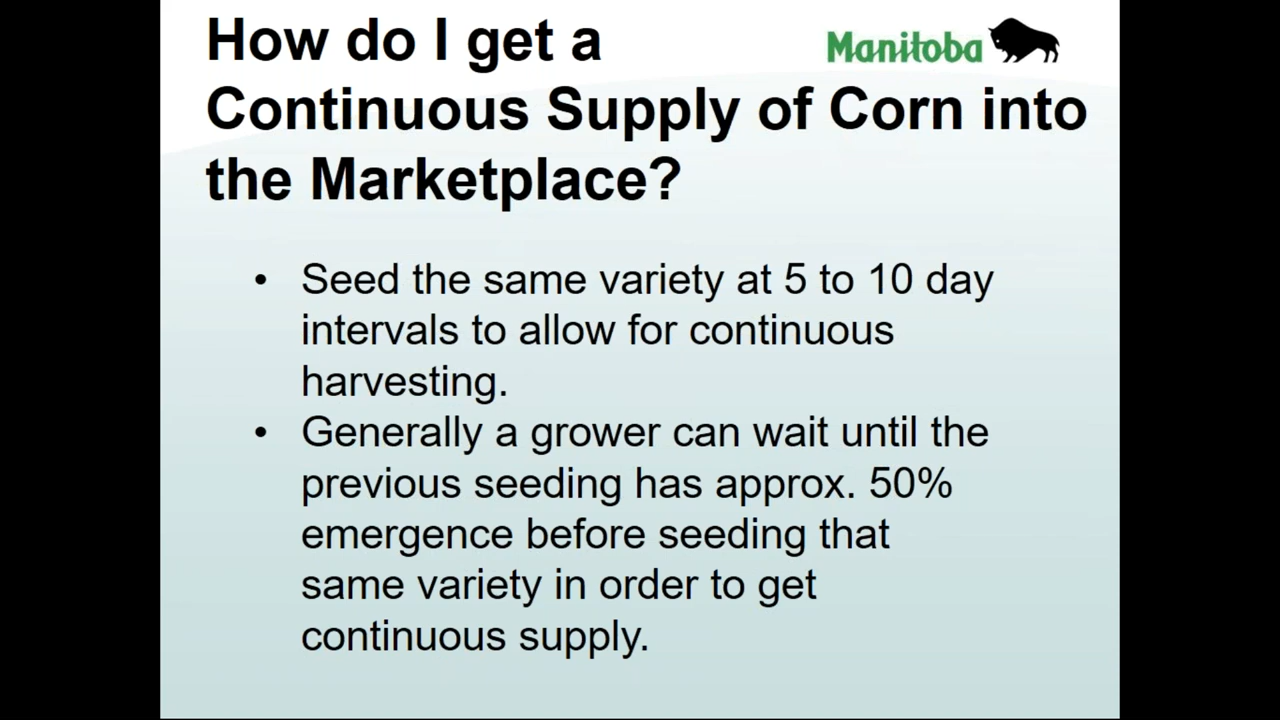 How do I get a
Manitoba
Continuous Supply of Corn into
the Marketplace?
• Seed the same variety at 5 to 10 day
intervals to allow for continuous
harvesting.
• Generally a grower can wait until the
previous seeding has approx. 50%
emergence before seeding that
same variety in order to get
continuous supply.